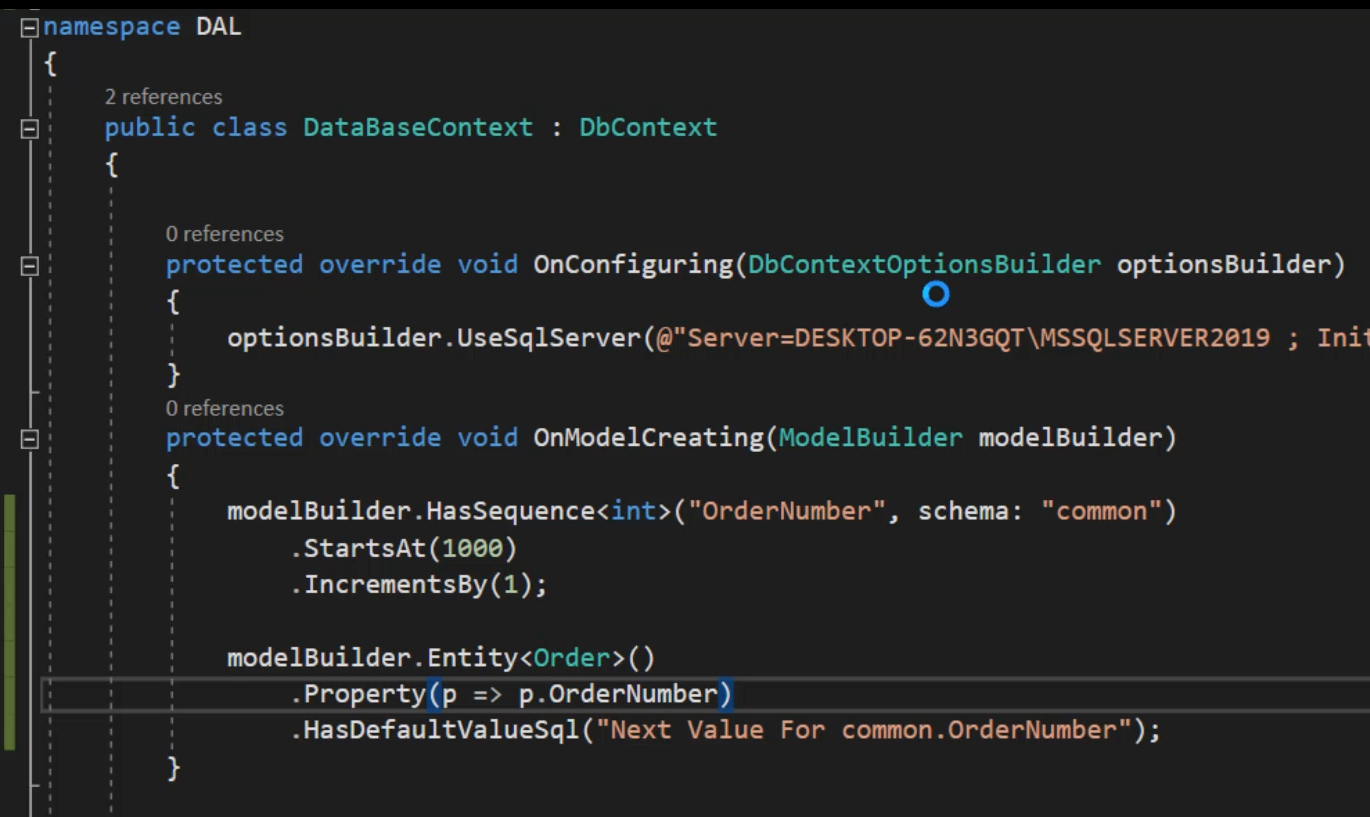 namespace DAL
{
2 references
public class DataBaseContext : DbContext
{
0 references
protected override void OnConfiguring(DbContextOptionsBuilder optionsBuilder)
{
optionsBuilder.UseSqlServer(@"Server=DESKTOP-62N3GQT\MSSQLSERVER2019 ; Init
}
0 references
protected override void OnModelCreating(ModelBuilder modelBuilder)
{
modelBuilder.HasSequence<int>("OrderNumber", schema: "common")
.StartsAt(1000)
.IncrementsBy(1);
modelBuilder.Entity<Order>()
.Property(p => p.OrderNumber)
.HasDefaultValueSql("Next Value For common.OrderNumber");
}